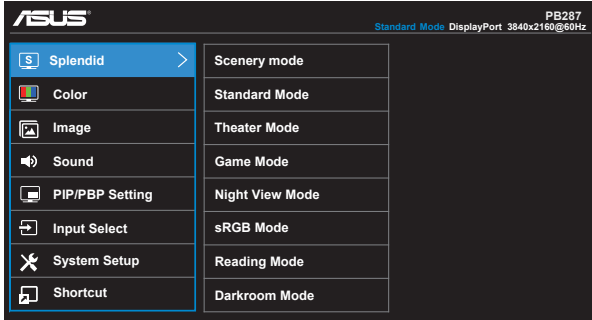 ASUS
PB287
Standard Mode DisplayPort 3840x2160@60Hz
S Splendid
Color
Image
Sound
PIP/PBP Setting
Input Select
System Setup
Shortcut
Scenery mode
Standard Mode
Theater Mode
Game Mode
Night View Mode
sRGB Mode
Reading Mode
Darkroom Mode